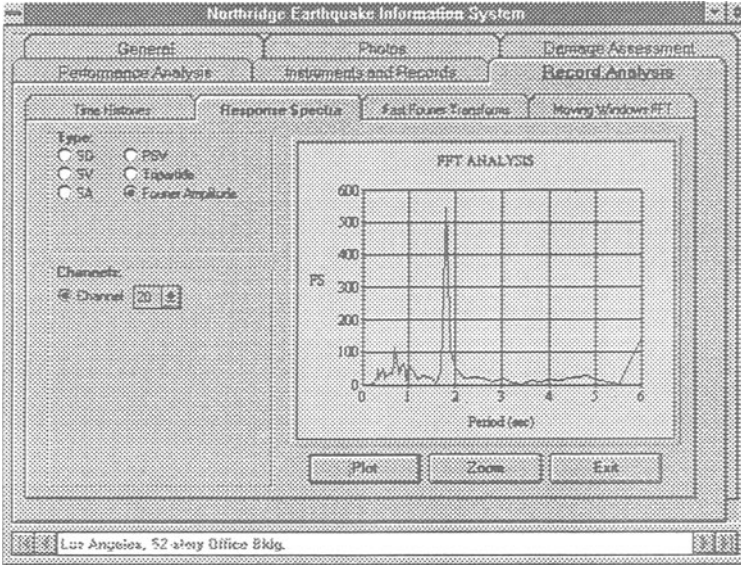 Northridge Earthquake Information System
General Photos Damage Assessment
Performance Analysis Instruments and Records Record Analysis
Time Histories Response Spectra Fast Fourier Transforms Moving Windows FFT
Type:
SD PSV
SV Tripartide
SA Fourier Amplitude
Channels:
Channel 20
FFT ANALYSIS
600
500
400
FS 300
200
100
0
0 1 2 3 4 5 6
Period (sec)
Plot Zoom Exit
Los Angeles, 52-story Office Bldg.